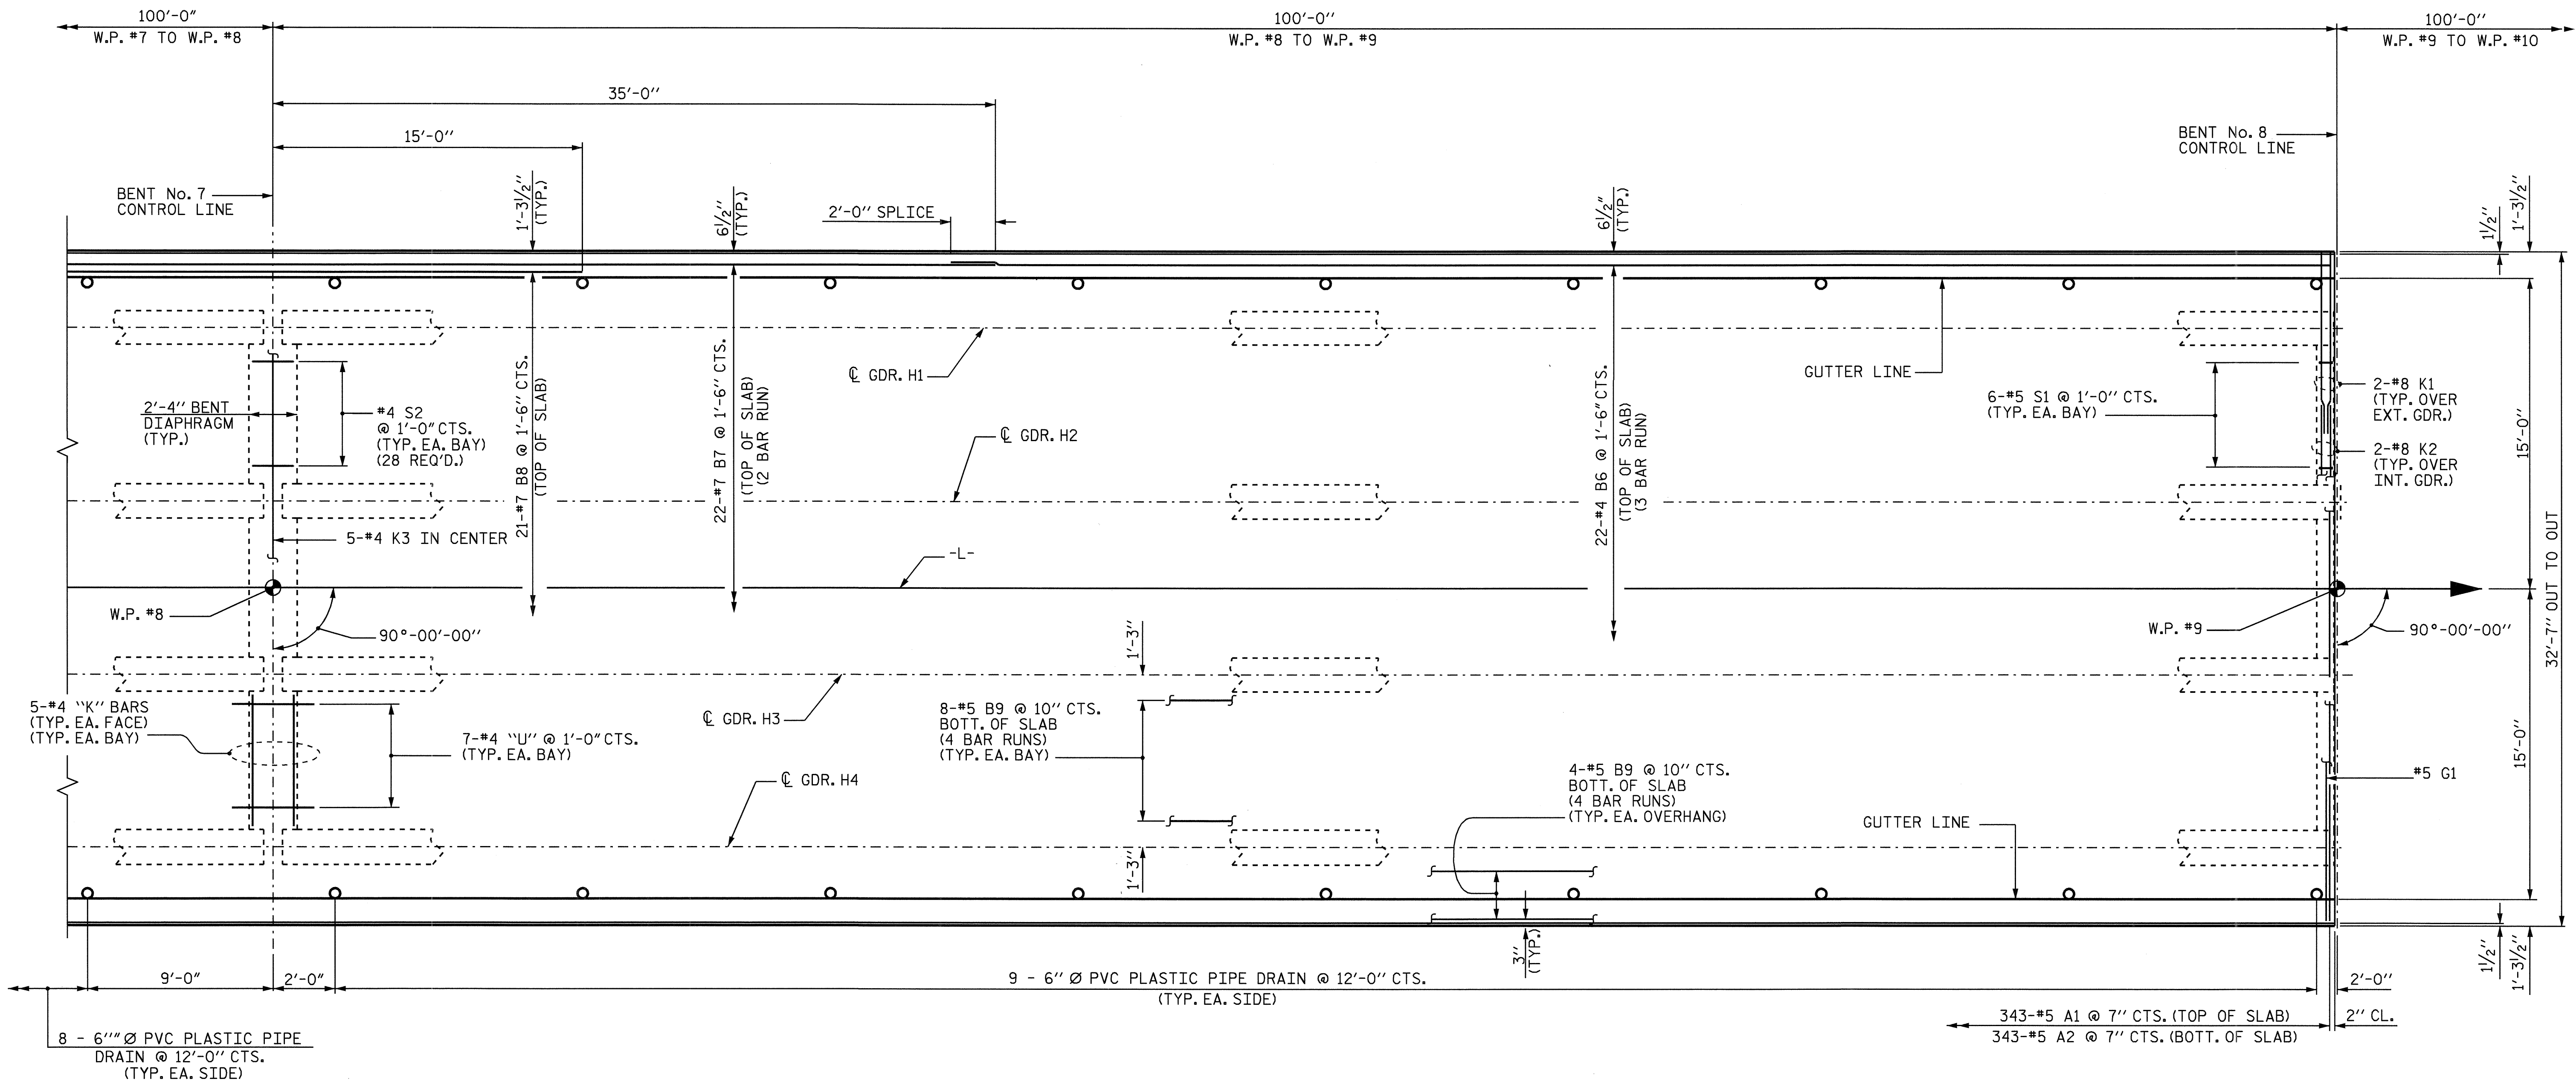 100'-0"
W.P. #7 TO W.P. #8
100'-0"
W.P. #8 TO W.P. #9
100'-0"
W.P. #9 TO W.P. #10
35'-0"
15'-0"
BENT No. 7
CONTROL LINE
1'-3½"
(TYP.)
6½"
(TYP.)
2'-0" SPLICE
6½"
(TYP.)
BENT No. 8
CONTROL LINE
1½"
1'-3½"
℄ GDR. H1
GUTTER LINE
2'-4" BENT
DIAPHRAGM
(TYP.)
#4 S2
@ 1'-0" CTS.
(TYP. EA. BAY)
(28 REQ'D.)
21-#7 B8 @ 1'-6" CTS.
(TOP OF SLAB)
22-#7 B7 @ 1'-6" CTS.
(TOP OF SLAB)
(2 BAR RUN)
22-#4 B6 @ 1'-6" CTS.
(TOP OF SLAB)
(3 BAR RUN)
6-#5 S1 @ 1'-0" CTS.
(TYP. EA. BAY)
2-#8 K1
(TYP. OVER
EXT. GDR.)
2-#8 K2
(TYP. OVER
INT. GDR.)
15'-0"
℄ GDR. H2
5-#4 K3 IN CENTER
-L-
W.P. #8
90°-00'-00"
W.P. #9
90°-00'-00"
32'-7" OUT TO OUT
1'-3"
5-#4 "K" BARS
(TYP. EA. FACE)
(TYP. EA. BAY)
7-#4 "U" @ 1'-0" CTS.
(TYP. EA. BAY)
℄ GDR. H3
8-#5 B9 @ 10" CTS.
BOTT. OF SLAB
(4 BAR RUNS)
(TYP. EA. BAY)
℄ GDR. H4
4-#5 B9 @ 10" CTS.
BOTT. OF SLAB
(4 BAR RUNS)
(TYP. EA. OVERHANG)
GUTTER LINE
15'-0"
#5 G1
1'-3"
3"
(TYP.)
1½"
1'-3½"
9'-0"
2'-0"
9 - 6" Ø PVC PLASTIC PIPE DRAIN @ 12'-0" CTS.
(TYP. EA. SIDE)
2'-0"
8 - 6"" Ø PVC PLASTIC PIPE
DRAIN @ 12'-0" CTS.
(TYP. EA. SIDE)
343-#5 A1 @ 7" CTS. (TOP OF SLAB)
343-#5 A2 @ 7" CTS. (BOTT. OF SLAB)
2" CL.